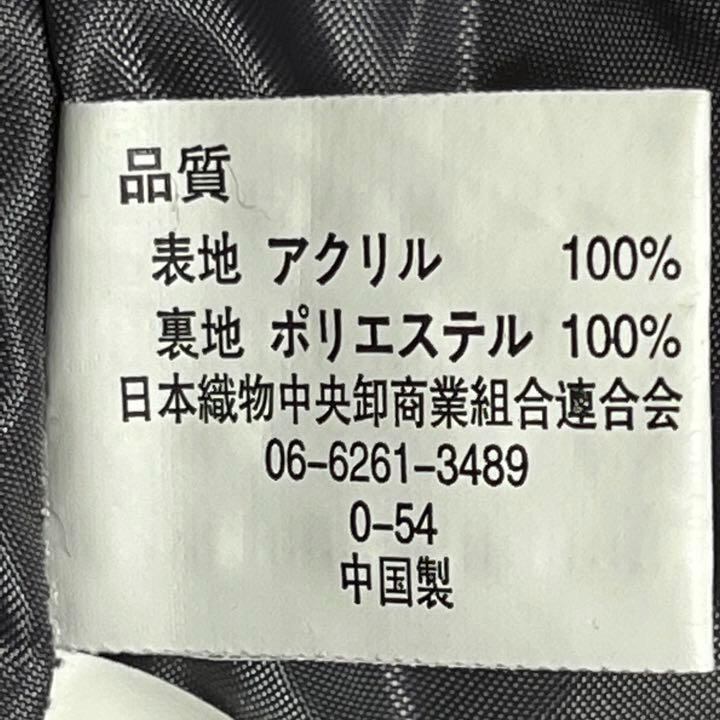 品質
表地 アクリル 100%
裏地 ポリエステル 100%
日本織物中央卸商業組合連合会
06-6261-3489
0-54
中国製